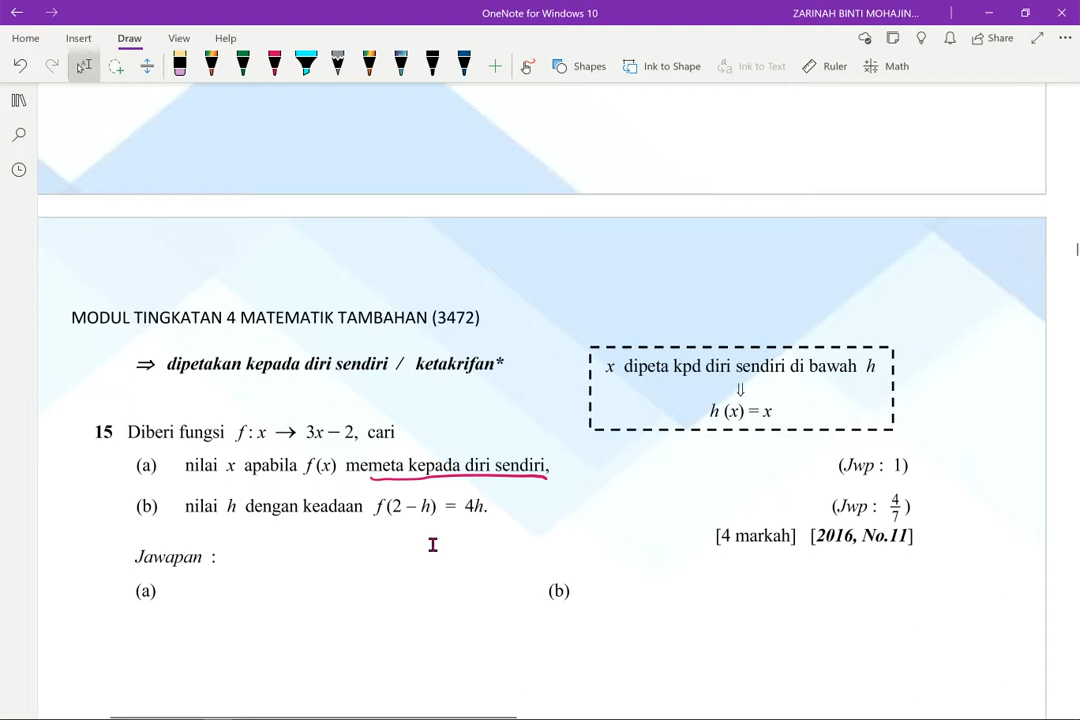 OneNote for Windows 10
ZARINAH BINTI MOHAJIN...
Home Insert Draw View Help
Share
Shapes Ink to Shape Ink to Text Ruler Math
MODUL TINGKATAN 4 MATEMATIK TAMBAHAN (3472)
⇒ dipetakan kepada diri sendiri / ketakrifan*
x dipeta kpd diri sendiri di bawah h
⇓
h (x) = x
15 Diberi fungsi f : x → 3x − 2, cari
(a) nilai x apabila f(x) memeta kepada diri sendiri, (Jwp : 1)
(b) nilai h dengan keadaan f(2 – h) = 4h. (Jwp : 4/7)
[4 markah] [2016, No.11]
Jawapan :
(a) (b)